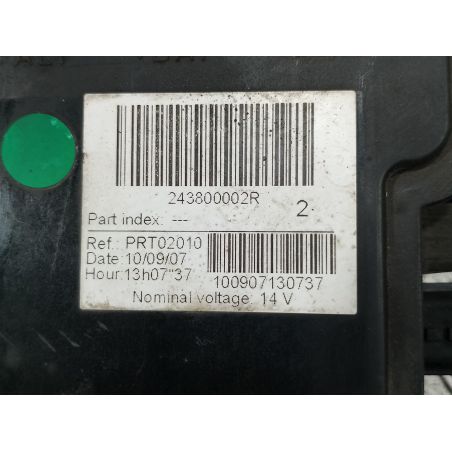 243800002R
Part index: ---
2
Ref.: PRT02010
Date: 10/09/07
Hour:13h07"37
100907130737
Nominal voltage: 14 V